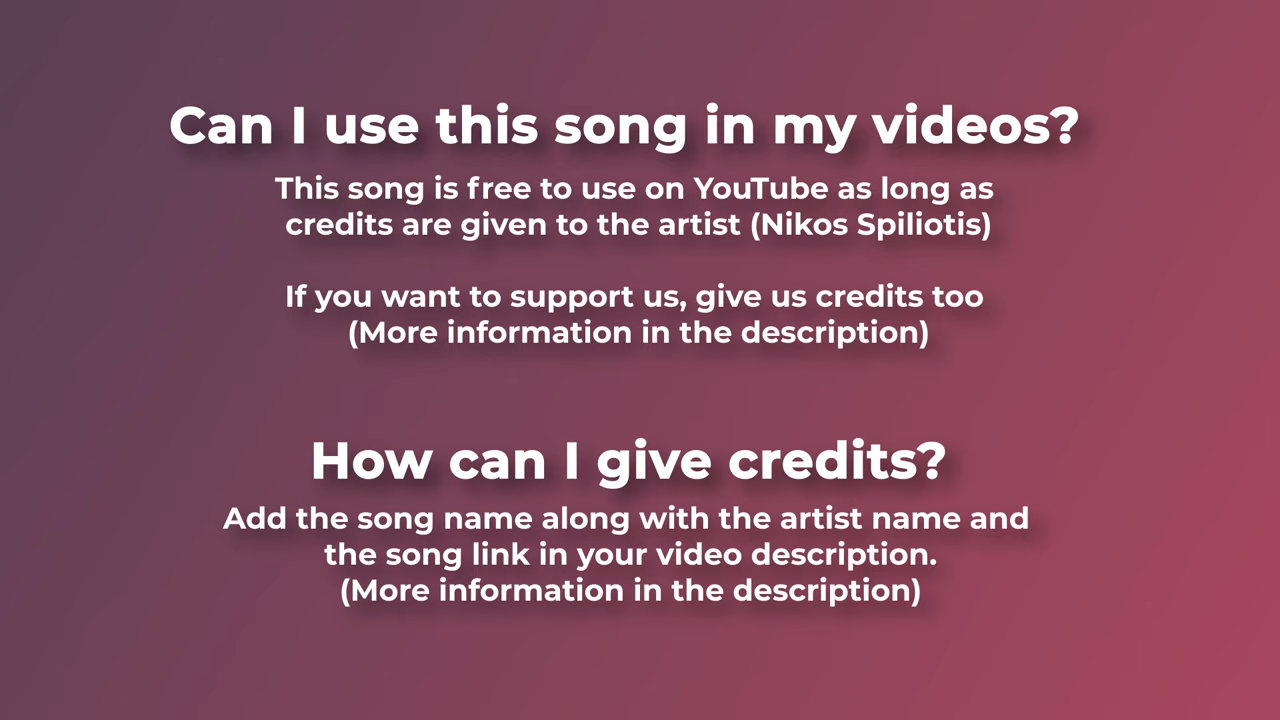 Can I use this song in my videos?
This song is free to use on YouTube as long as
credits are given to the artist (Nikos Spiliotis)
If you want to support us, give us credits too
(More information in the description)
How can I give credits?
Add the song name along with the artist name and
the song link in your video description.
(More information in the description)